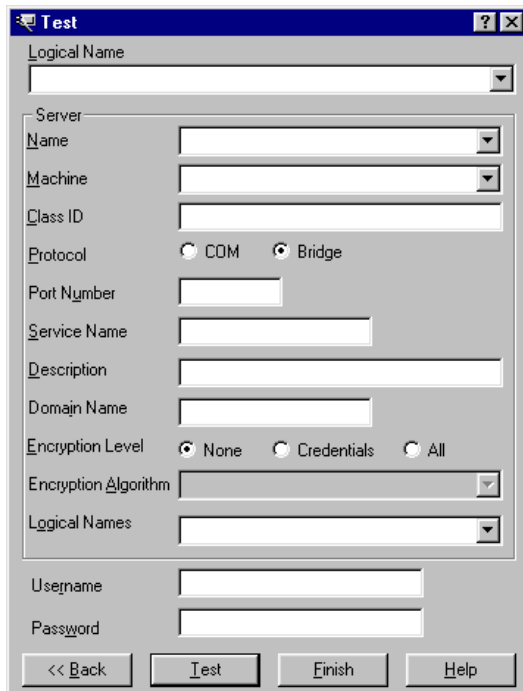 Test
Logical Name
Server
Name
Machine
Class ID
Protocol COM Bridge
Port Number
Service Name
Description
Domain Name
Encryption Level None Credentials All
Encryption Algorithm
Logical Names
Username
Password
<< Back Test Finish Help